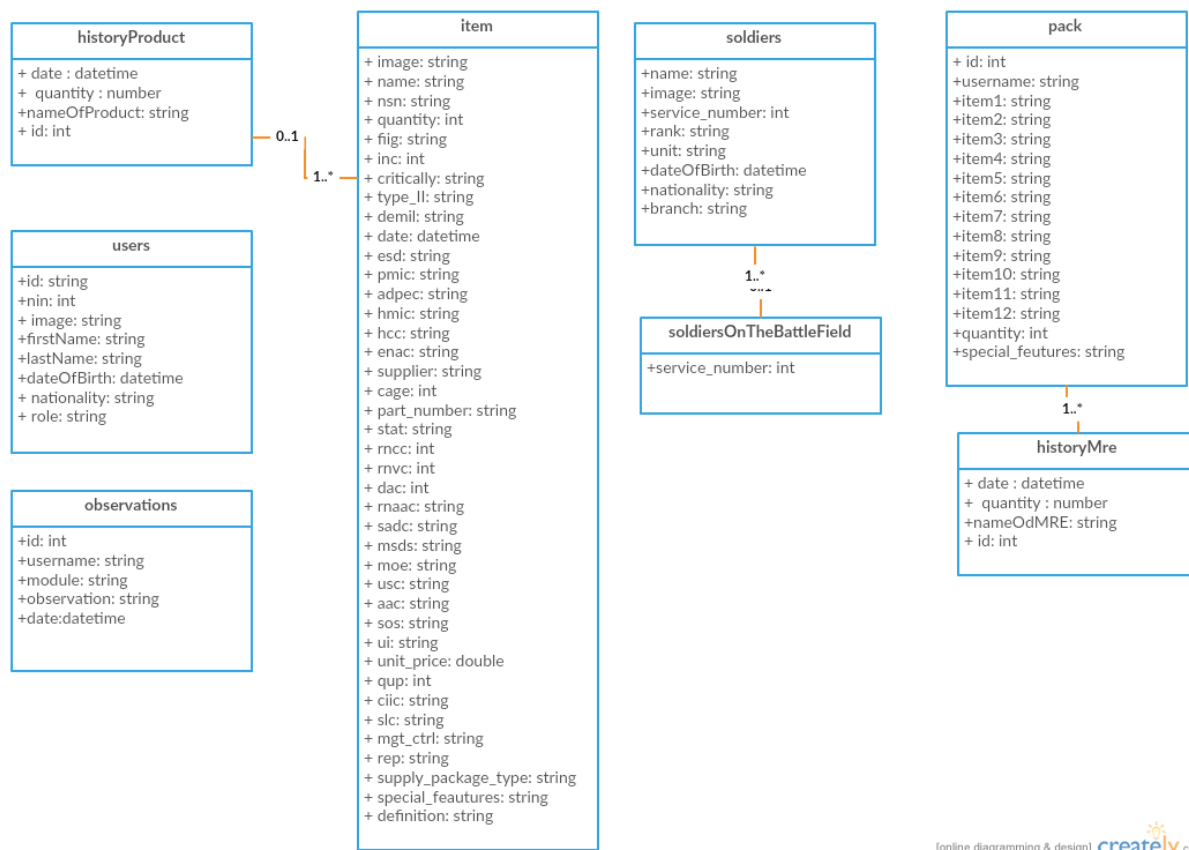 historyProduct
+ date : datetime
+ quantity : number
+nameOfProduct: string
+ id: int
0..1
1..*
users
+id: string
+nin: int
+ image: string
+firstName: string
+lastName: string
+dateOfBirth: datetime
+ nationality: string
+ role: string
observations
+id: int
+username: string
+module: string
+observation: string
+date:datetime
item
+ image: string
+ name: string
+ nsn: string
+ quantity: int
+ fiig: string
+ inc: int
+ critically: string
+ type_II: string
+ demil: string
+ date: datetime
+ esd: string
+ pmic: string
+ adpec: string
+ hmic: string
+ hcc: string
+ enac: string
+ supplier: string
+ cage: int
+ part_number: string
+ stat: string
+ rncc: int
+ rnvc: int
+ dac: int
+ rnaac: string
+ sadc: string
+ msds: string
+ moe: string
+ usc: string
+ aac: string
+ sos: string
+ ui: string
+ unit_price: double
+ qup: int
+ ciic: string
+ slc: string
+ mgt_ctrl: string
+ rep: string
+ supply_package_type: string
+ special_feautures: string
+ definition: string
soldiers
+name: string
+image: string
+service_number: int
+rank: string
+unit: string
+dateOfBirth: datetime
+nationality: string
+branch: string
1..*
soldiersOnTheBattleField
+service_number: int
pack
+ id: int
+username: string
+item1: string
+item2: string
+item3: string
+item4: string
+item5: string
+item6: string
+item7: string
+item8: string
+item9: string
+item10: string
+item11: string
+item12: string
+quantity: int
+special_feutures: string
1..*
historyMre
+ date : datetime
+ quantity : number
+nameOdMRE: string
+ id: int
[online diagramming & design] creately.c